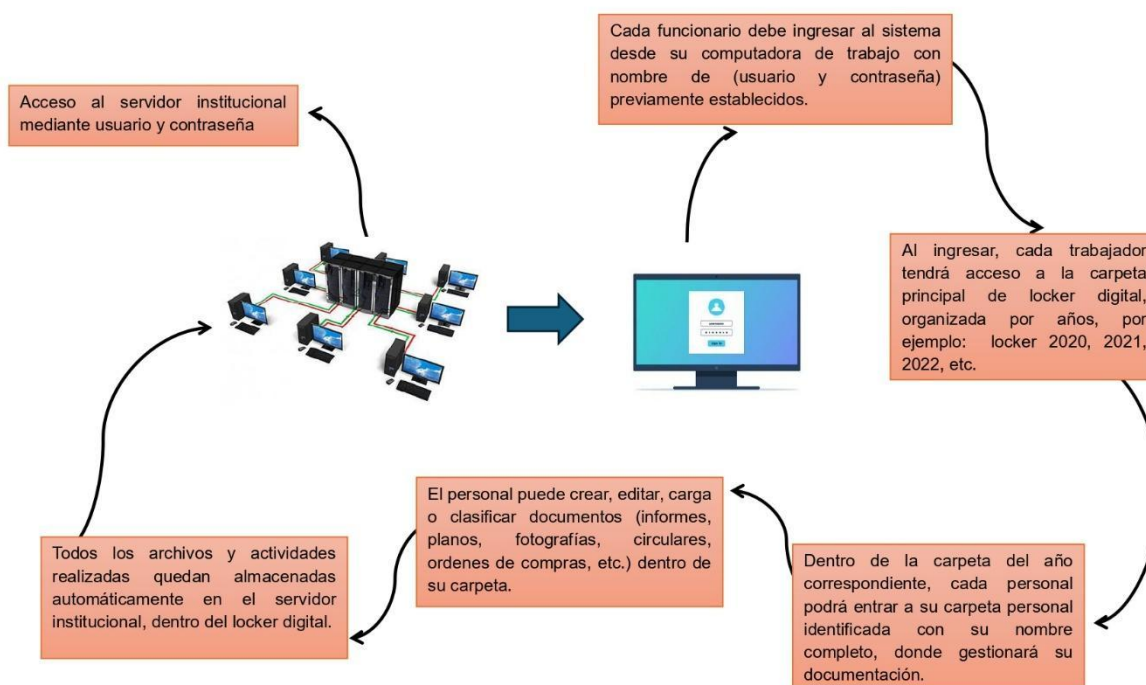 Acceso al servidor institucional
mediante usuario y contraseña
Cada funcionario debe ingresar al sistema
desde su computadora de trabajo con
nombre de (usuario y contraseña)
previamente establecidos.
Al ingresar, cada trabajador
tendrá acceso a la carpeta
principal de locker digital,
organizada por años, por
ejemplo: locker 2020, 2021,
2022, etc.
Dentro de la carpeta del año
correspondiente, cada personal
podrá entrar a su carpeta personal
identificada con su nombre
completo, donde gestionará su
documentación.
El personal puede crear, editar, carga
o clasificar documentos (informes,
planos, fotografías, circulares,
ordenes de compras, etc.) dentro de
su carpeta.
Todos los archivos y actividades
realizadas quedan almacenadas
automáticamente en el servidor
institucional, dentro del locker digital.